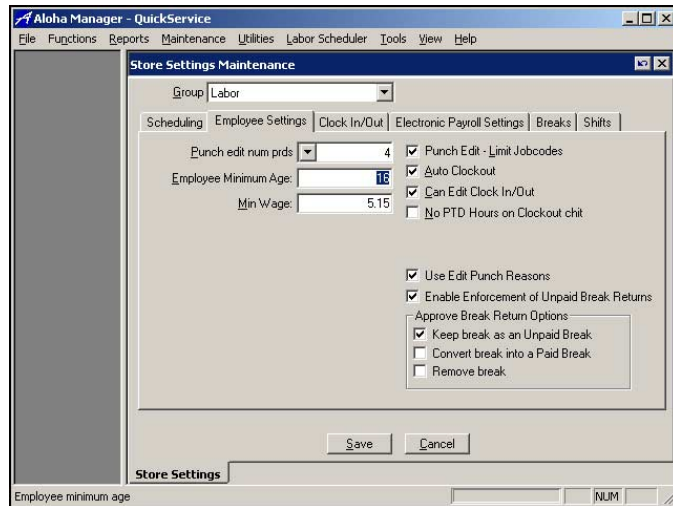 Aloha Manager - QuickService
File Functions Reports Maintenance Utilities Labor Scheduler Tools View Help
Store Settings Maintenance
Group Labor
Scheduling Employee Settings Clock In/Out Electronic Payroll Settings Breaks Shifts
Punch edit num prds 4
Employee Minimum Age: 16
Min Wage: 5.15
Punch Edit - Limit Jobcodes
Auto Clockout
Can Edit Clock In/Out
No PTD Hours on Clockout chit
Use Edit Punch Reasons
Enable Enforcement of Unpaid Break Returns
Approve Break Return Options
Keep break as an Unpaid Break
Convert break into a Paid Break
Remove break
Save Cancel
Store Settings
Employee minimum age NUM